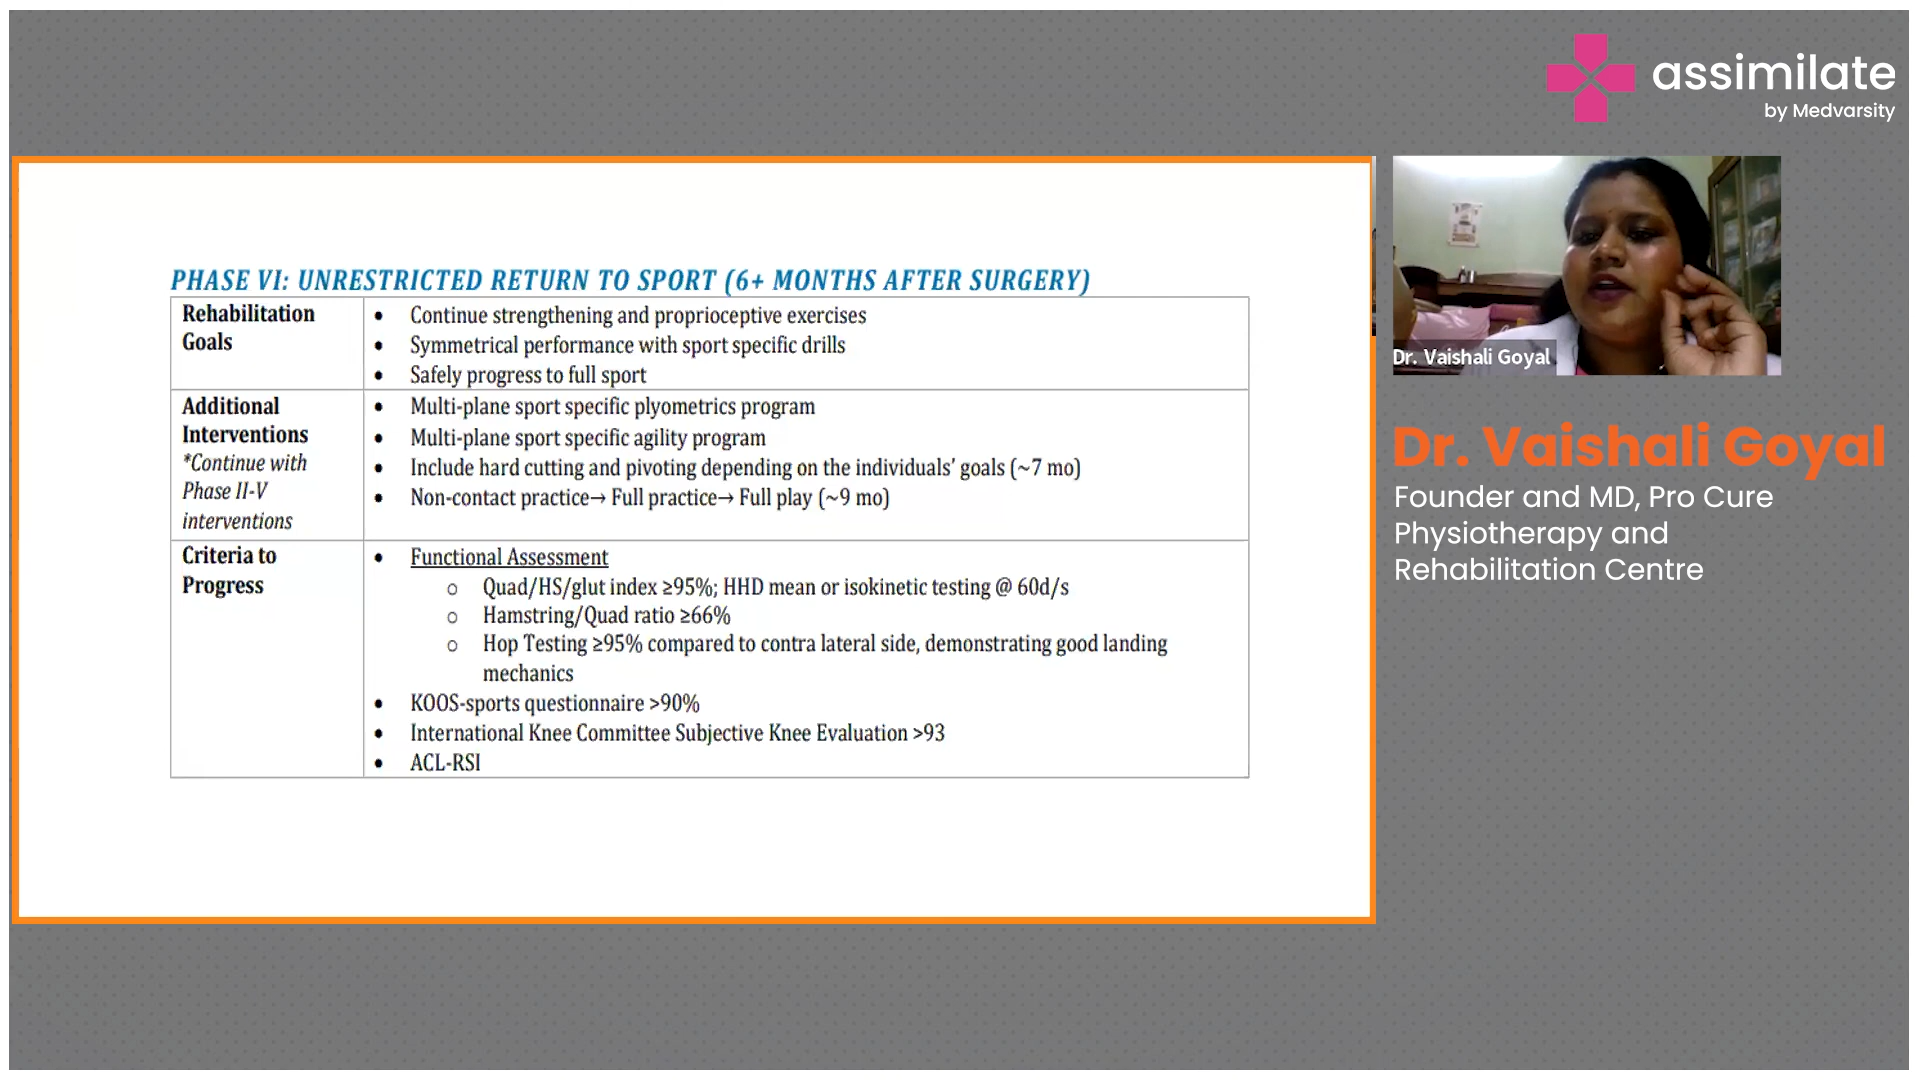 assimilate
by Medvarsity
PHASE VI: UNRESTRICTED RETURN TO SPORT (6+ MONTHS AFTER SURGERY)
Rehabilitation
Goals
• Continue strengthening and proprioceptive exercises
• Symmetrical performance with sport specific drills
• Safely progress to full sport
Additional
Interventions
*Continue with
Phase II-V
interventions
• Multi-plane sport specific plyometrics program
• Multi-plane sport specific agility program
• Include hard cutting and pivoting depending on the individuals' goals (~7 mo)
• Non-contact practice→ Full practice→ Full play (~9 mo)
Criteria to
Progress
• Functional Assessment
o Quad/HS/glut index ≥95%; HHD mean or isokinetic testing @ 60d/s
o Hamstring/Quad ratio ≥66%
o Hop Testing ≥95% compared to contra lateral side, demonstrating good landing
mechanics
• KOOS-sports questionnaire >90%
• International Knee Committee Subjective Knee Evaluation >93
• ACL-RSI
Dr. Vaishali Goyal
Dr. Vaishali Goyal
Founder and MD, Pro Cure
Physiotherapy and
Rehabilitation Centre